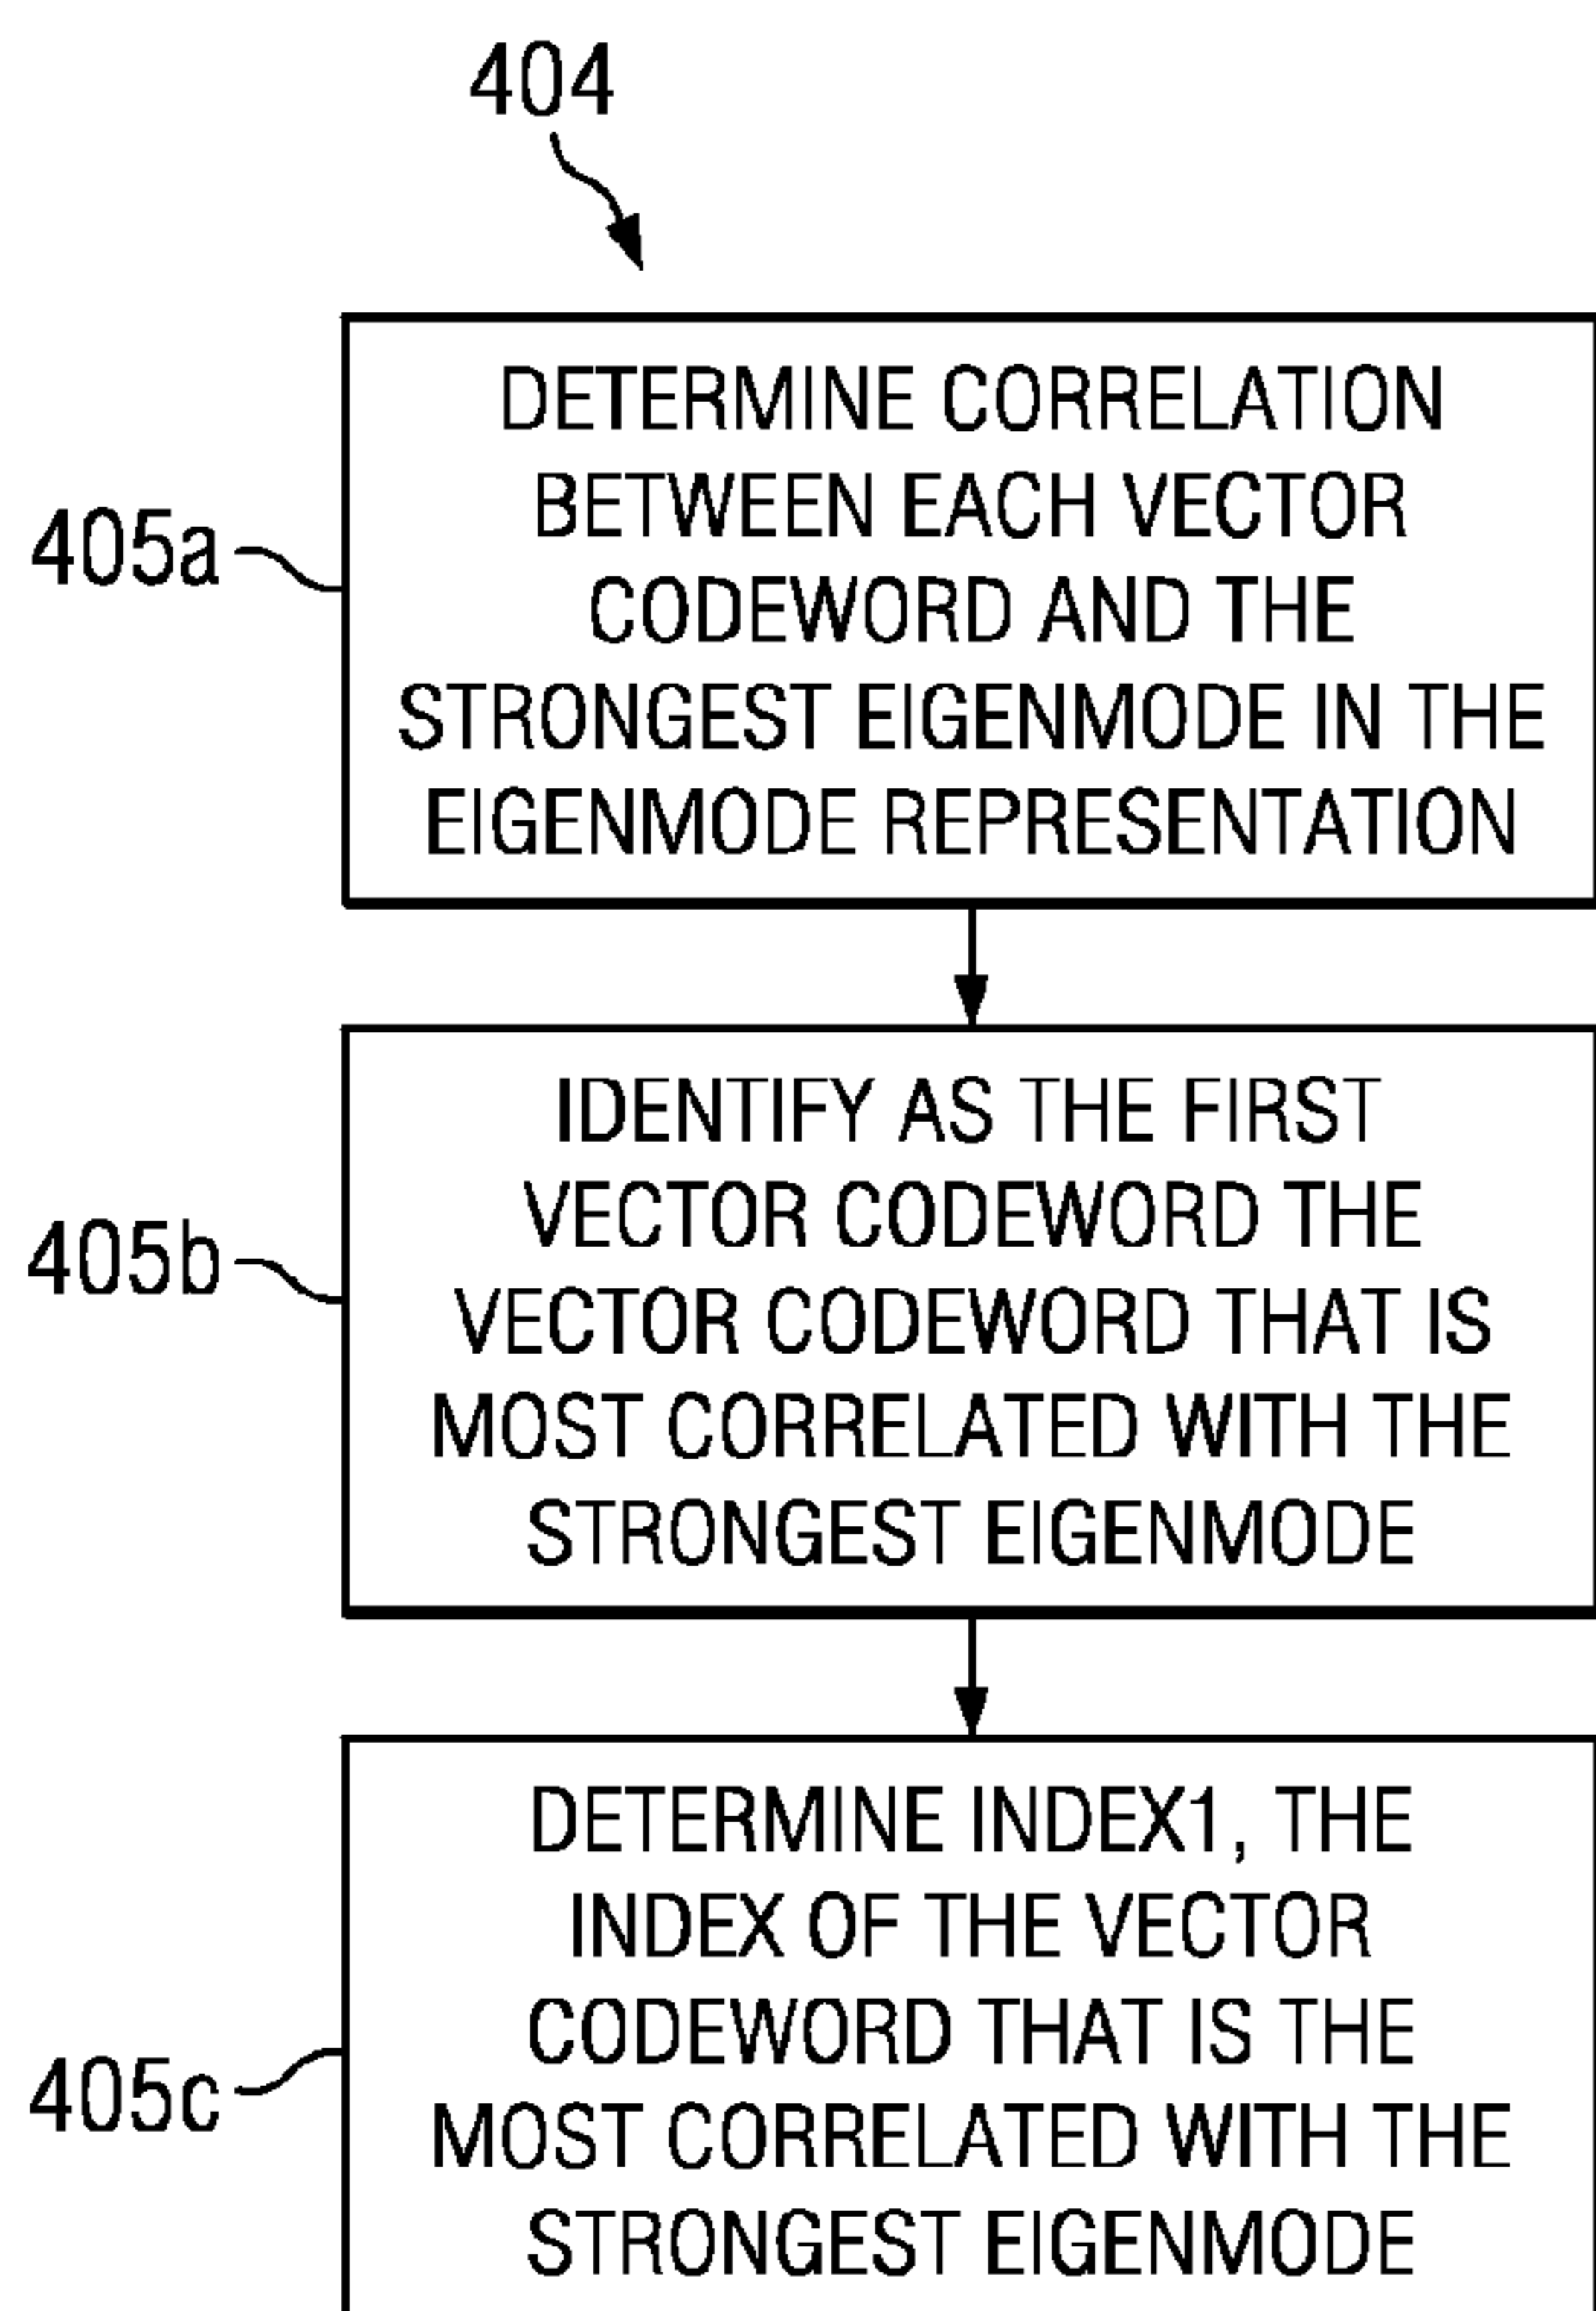 404
405a
DETERMINE CORRELATION
BETWEEN EACH VECTOR
CODEWORD AND THE
STRONGEST EIGENMODE IN THE
EIGENMODE REPRESENTATION
405b
IDENTIFY AS THE FIRST
VECTOR CODEWORD THE
VECTOR CODEWORD THAT IS
MOST CORRELATED WITH THE
STRONGEST EIGENMODE
405c
DETERMINE INDEX1, THE
INDEX OF THE VECTOR
CODEWORD THAT IS THE
MOST CORRELATED WITH THE
STRONGEST EIGENMODE